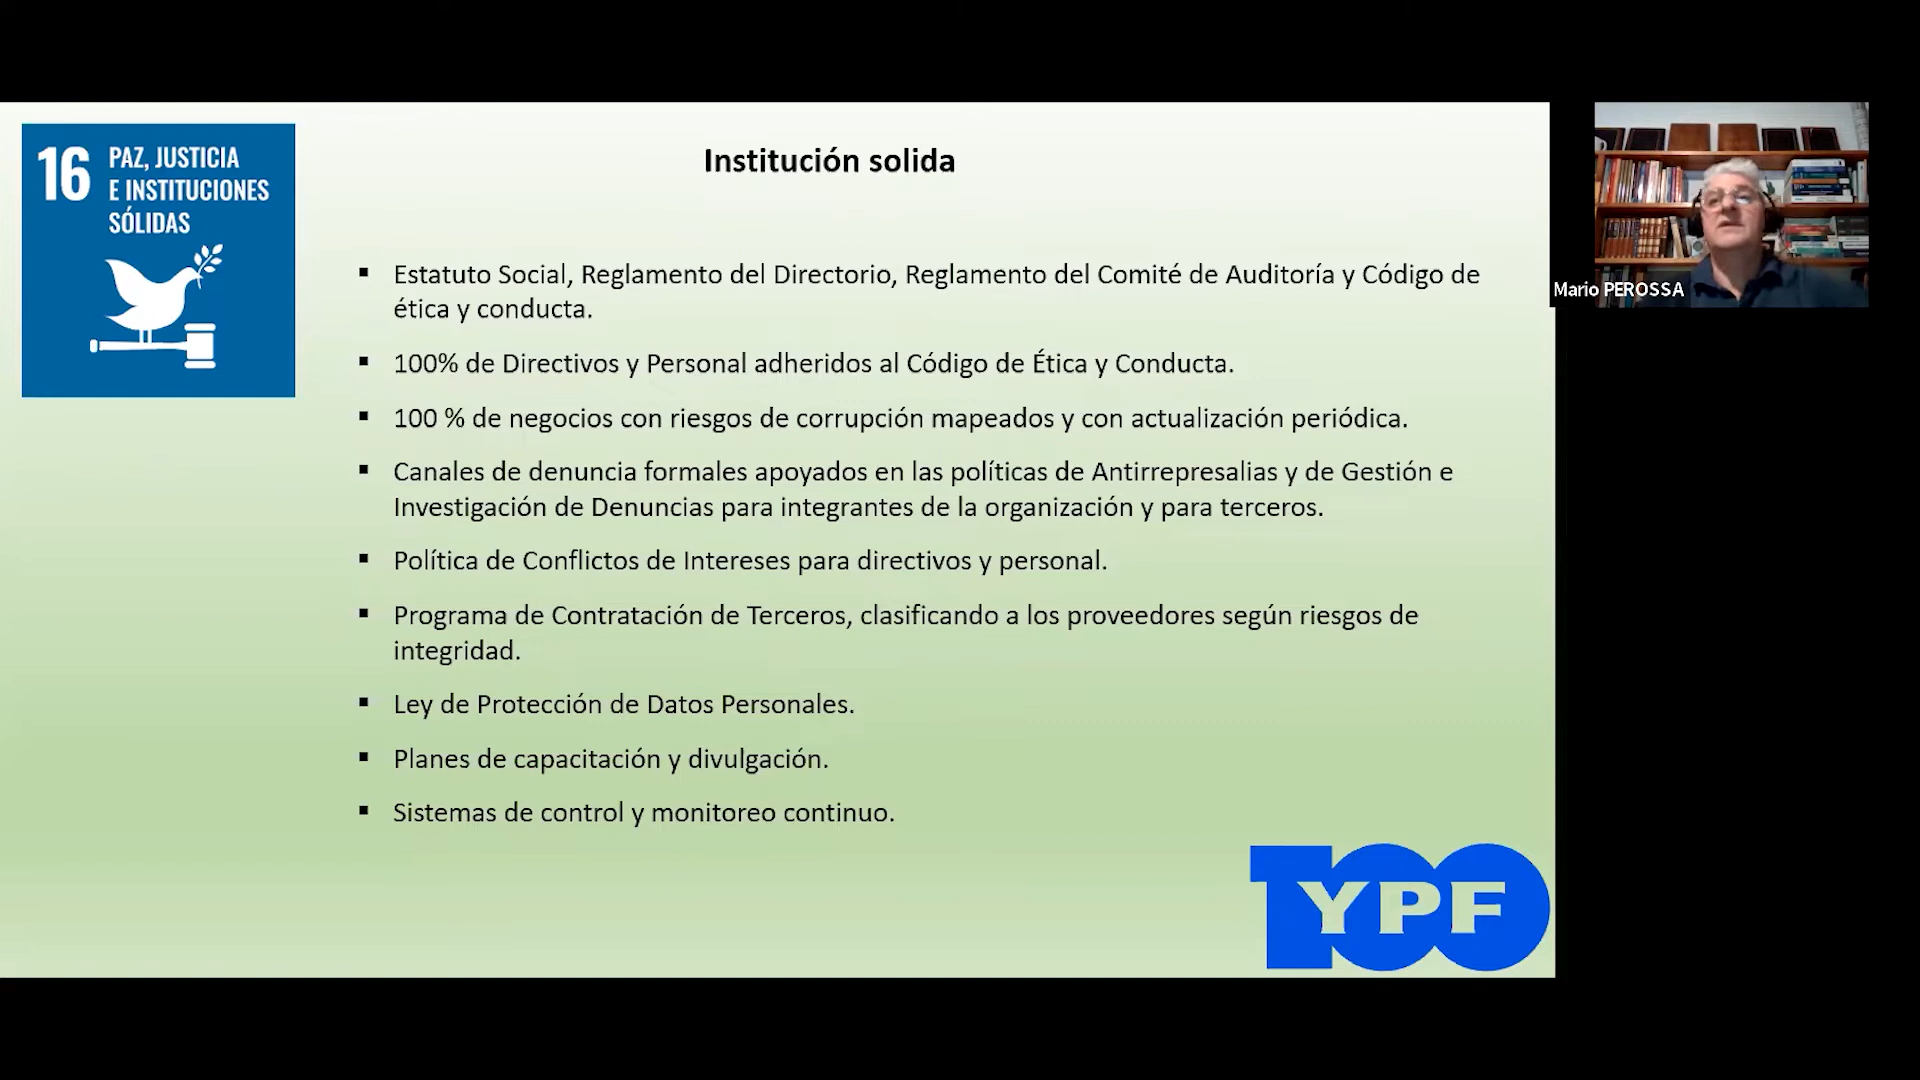 16 PAZ, JUSTICIA
E INSTITUCIONES
SÓLIDAS
Institución solida
▪ Estatuto Social, Reglamento del Directorio, Reglamento del Comité de Auditoría y Código de
ética y conducta.
▪ 100% de Directivos y Personal adheridos al Código de Ética y Conducta.
▪ 100 % de negocios con riesgos de corrupción mapeados y con actualización periódica.
▪ Canales de denuncia formales apoyados en las políticas de Antirrepresalias y de Gestión e
Investigación de Denuncias para integrantes de la organización y para terceros.
▪ Política de Conflictos de Intereses para directivos y personal.
▪ Programa de Contratación de Terceros, clasificando a los proveedores según riesgos de
integridad.
▪ Ley de Protección de Datos Personales.
▪ Planes de capacitación y divulgación.
▪ Sistemas de control y monitoreo continuo.
100
YPF
Mario PEROSSA